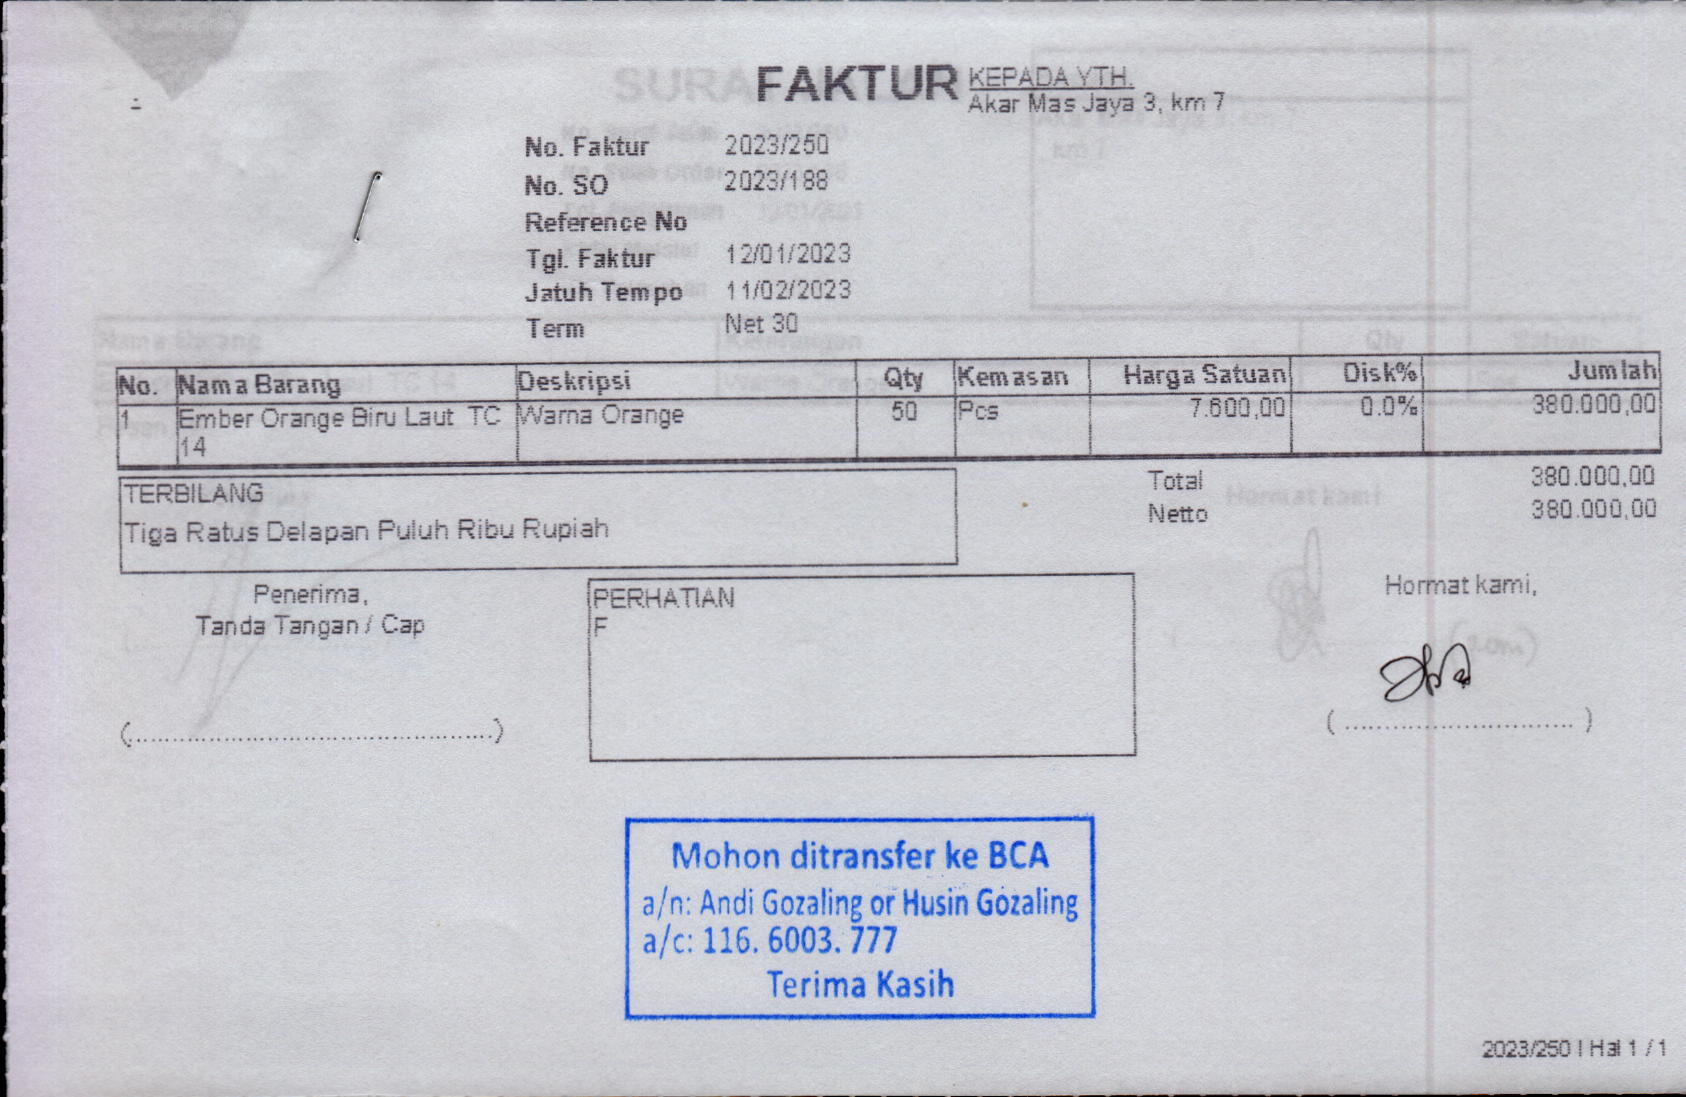 FAKTUR
KEPADA YTH.
Akar Mas Jaya 3, km 7
No. Faktur 2023/250
No. SO 2023/188
Reference No
Tgl. Faktur 12/01/2023
Jatuh Tempo 11/02/2023
Term Net 30
No. Nama Barang Deskripsi Qty Kemasan Harga Satuan Disk% Jumlah
1 Ember Orange Biru Laut TC Warna Orange 50 Pcs 7.600,00 0.0% 380.000,00
14
Total 380.000,00
Netto 380.000,00
TERBILANG
Tiga Ratus Delapan Puluh Ribu Rupiah
Penerima,
Tanda Tangan / Cap
(................................................)
PERHATIAN
F
Hormat kami,
( .............................. )
Mohon ditransfer ke BCA
a/n: Andi Gozaling or Husin Gozaling
a/c: 116. 6003. 777
Terima Kasih
2023/250 | Hal 1 / 1